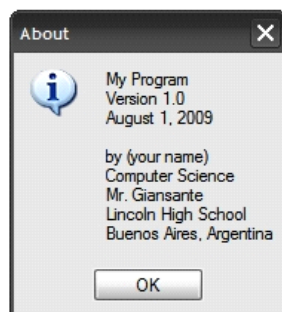 About
My Program
Version 1.0
August 1, 2009
by (your name)
Computer Science
Mr. Giansante
Lincoln High School
Buenos Aires, Argentina
OK